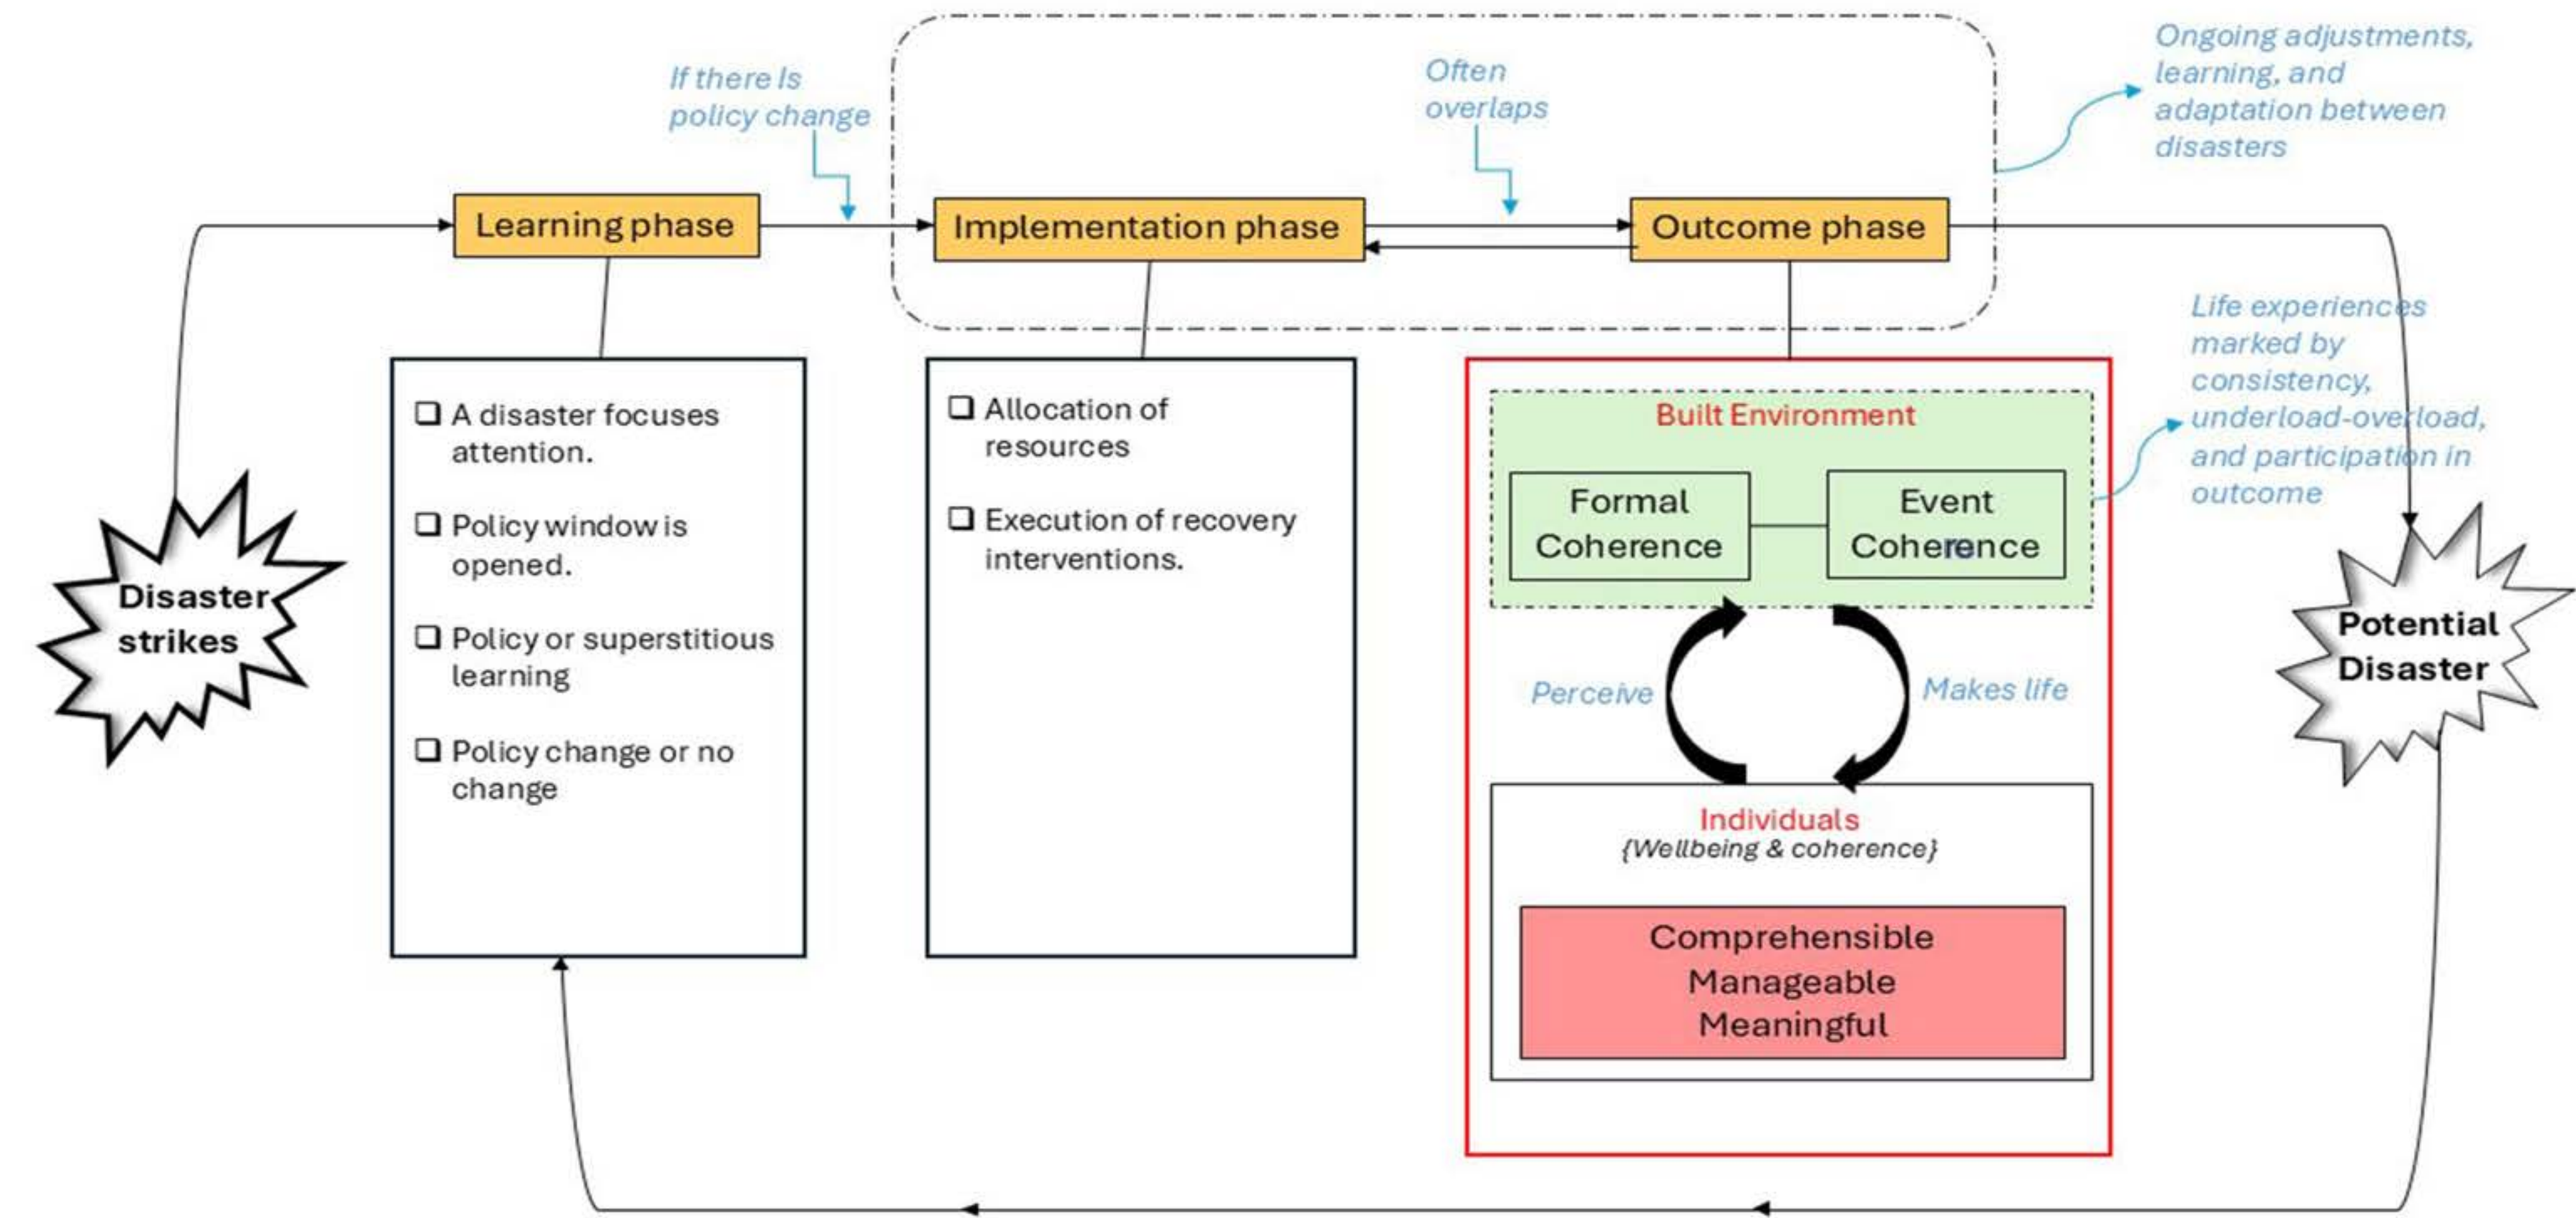 If there Is
policy change
Often
overlaps
Ongoing adjustments,
learning, and
adaptation between
disasters
Learning phase
Implementation phase
Outcome phase
Life experiences
marked by
consistency,
underload-overload,
and participation in
outcome
Disaster
strikes
❑ A disaster focuses
attention.
❑ Policy window is
opened.
❑ Policy or superstitious
learning
❑ Policy change or no
change
❑ Allocation of
resources
❑ Execution of recovery
interventions.
Built Environment
Formal
Coherence
Event
Coherence
Perceive
Makes life
Individuals
{Wellbeing & coherence}
Comprehensible
Manageable
Meaningful
Potential
Disaster